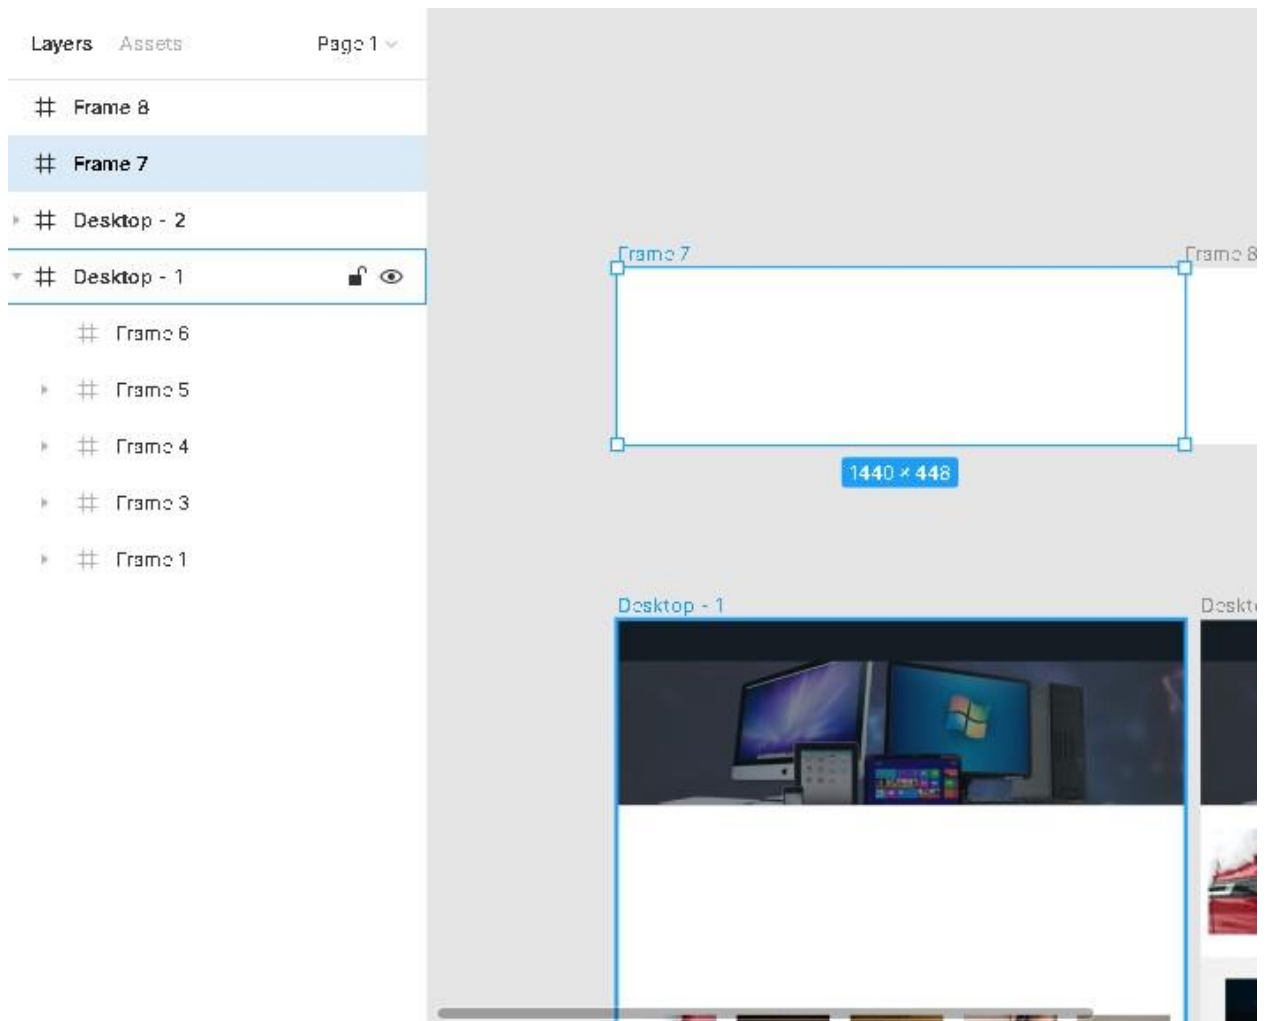 Layers Assets Page 1
Frame 8
Frame 7
Desktop - 2
Desktop - 1
Frame 6
Frame 5
Frame 4
Frame 3
Frame 1
Frame 7 Frame 8
1440 × 448
Desktop - 1 Deskt